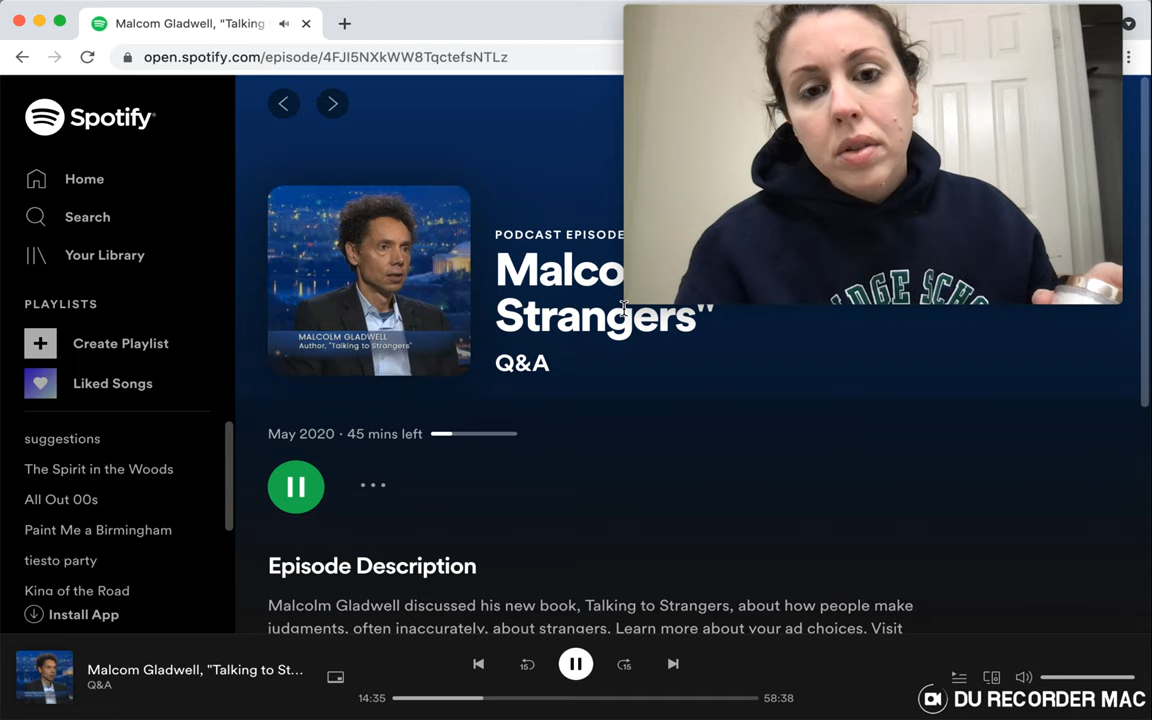 Malcom Gladwell, "Talking
open.spotify.com/episode/4FJI5NXkWW8TqctefsNTLz
Spotify
Home
Search
Your Library
PLAYLISTS
Create Playlist
Liked Songs
suggestions
The Spirit in the Woods
All Out 00s
Paint Me a Birmingham
tiesto party
King of the Road
Install App
MALCOLM GLADWELL
Author, "Talking to Strangers"
PODCAST EPISODE
Malco
Strangers"
Q&A
May 2020 · 45 mins left
Episode Description
Malcolm Gladwell discussed his new book, Talking to Strangers, about how people make
judgments, often inaccurately, about strangers. Learn more about your ad choices. Visit
Malcom Gladwell, "Talking to St...
Q&A
15
15
14:35
58:38
DU RECORDER MAC